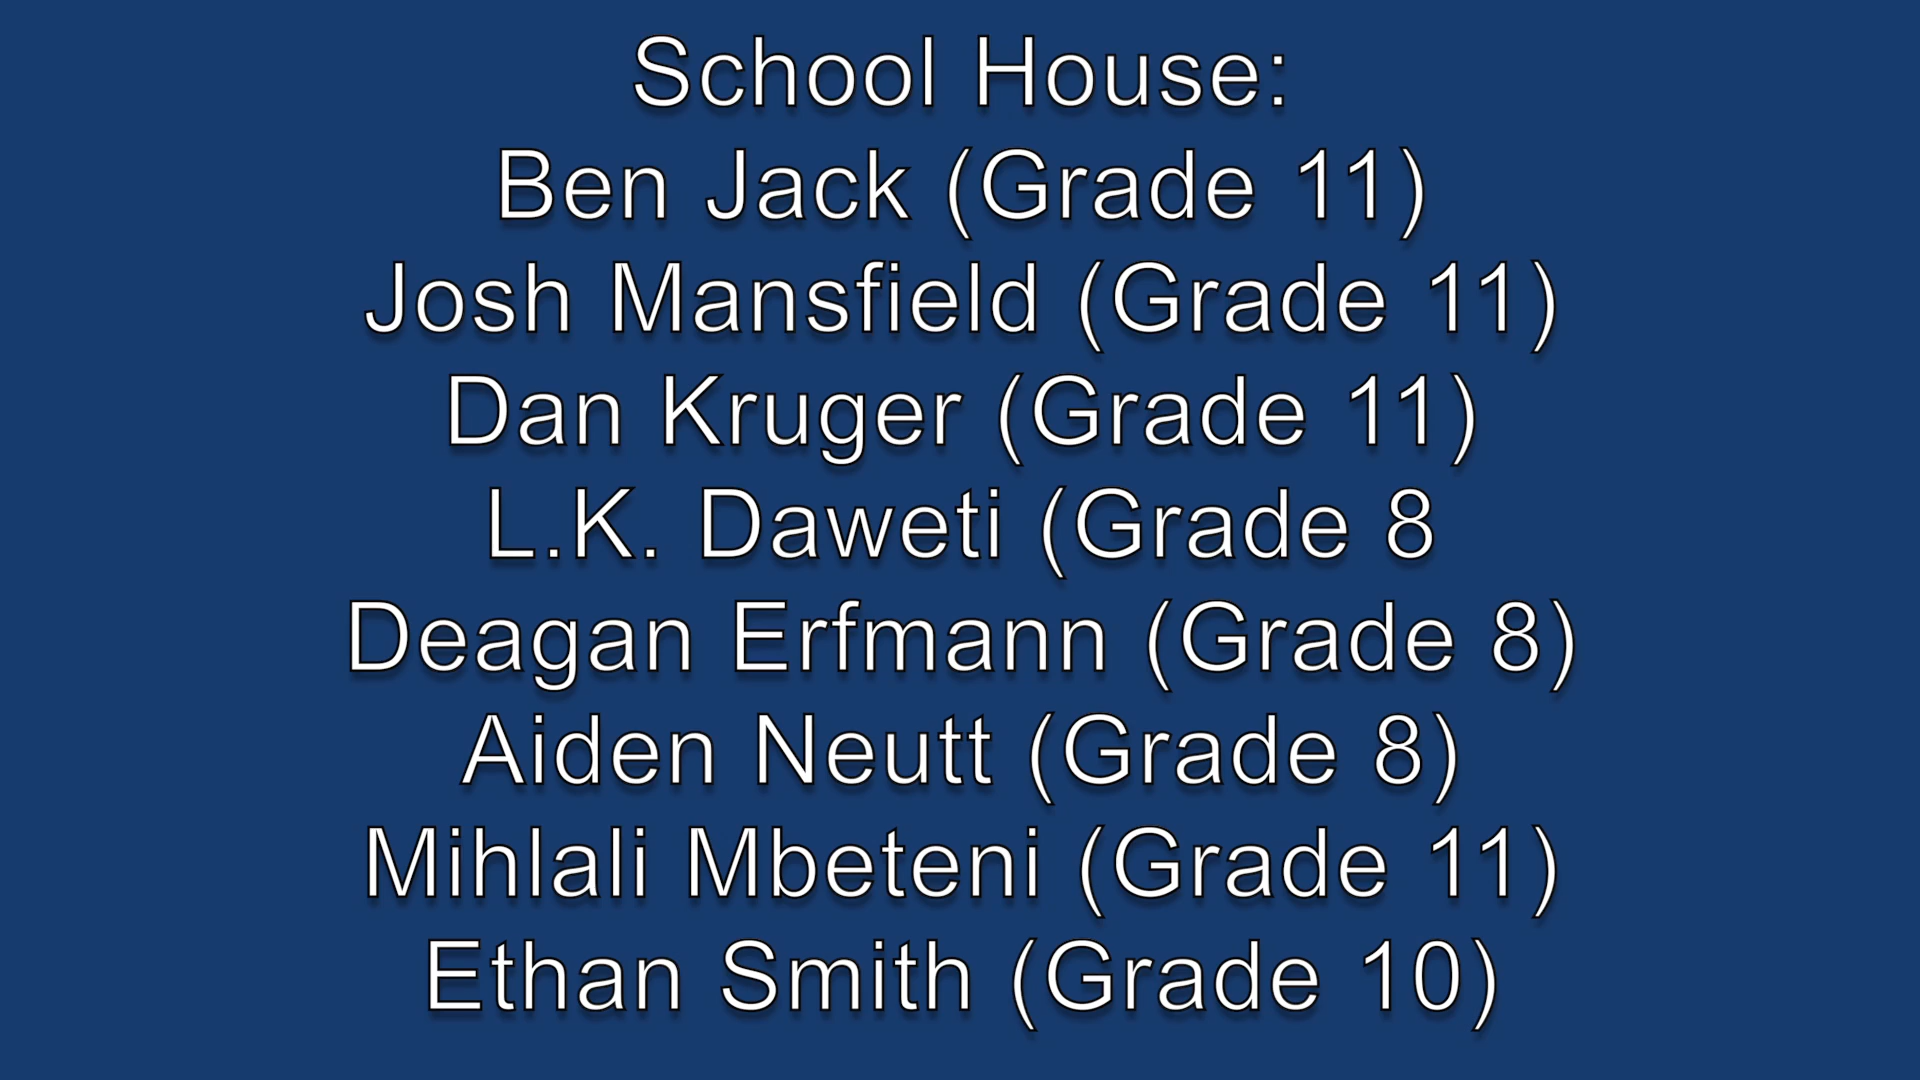 School House:
Ben Jack (Grade 11)
Josh Mansfield (Grade 11)
Dan Kruger (Grade 11)
L.K. Daweti (Grade 8
Deagan Erfmann (Grade 8)
Aiden Neutt (Grade 8)
Mihlali Mbeteni (Grade 11)
Ethan Smith (Grade 10)